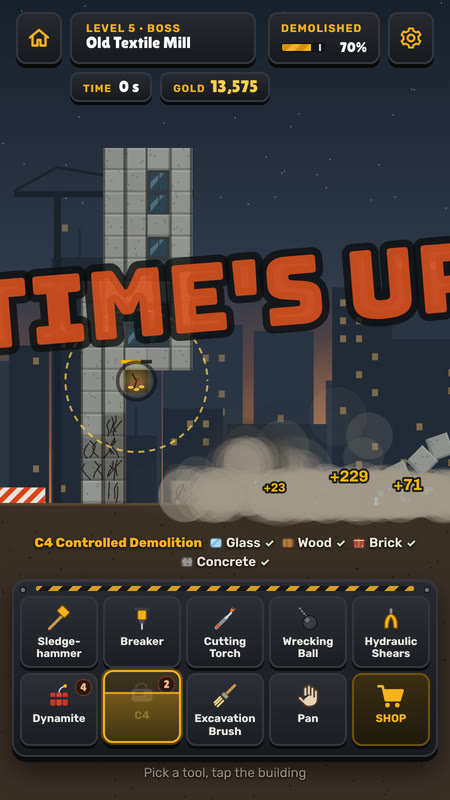 LEVEL 5 • BOSS
Old Textile Mill
DEMOLISHED
70%
TIME 0 s
GOLD 13,575
TIME'S UP
+23
+229
+71
C4 Controlled Demolition Glass ✓ Wood ✓ Brick ✓
Concrete ✓
Sledge-
hammer
Breaker
Cutting
Torch
Wrecking
Ball
Hydraulic
Shears
4
Dynamite
2
C4
Excavation
Brush
Pan
SHOP
Pick a tool, tap the building